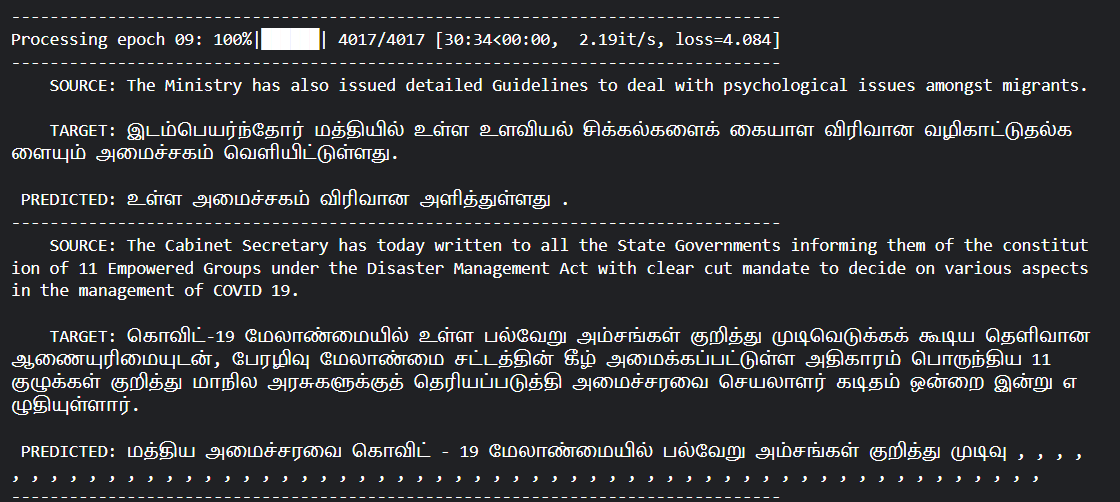 --------------------------------------------------------------------------------
Processing epoch 09: 100%|██████| 4017/4017 [30:34<00:00,  2.19it/s, loss=4.084]
--------------------------------------------------------------------------------
    SOURCE: The Ministry has also issued detailed Guidelines to deal with psychological issues amongst migrants.
    TARGET: இடம்பெயர்ந்தோர் மத்தியில் உள்ள உளவியல் சிக்கல்களைக் கையாள விரிவான வழிகாட்டுதல்க
ளையும் அமைச்சகம் வெளியிட்டுள்ளது.
 PREDICTED: உள்ள அமைச்சகம் விரிவான அளித்துள்ளது .
--------------------------------------------------------------------------------
    SOURCE: The Cabinet Secretary has today written to all the State Governments informing them of the constitut
ion of 11 Empowered Groups under the Disaster Management Act with clear cut mandate to decide on various aspects
in the management of COVID 19.
    TARGET: கொவிட்-19 மேலாண்மையில் உள்ள பல்வேறு அம்சங்கள் குறித்து முடிவெடுக்கக் கூடிய தெளிவான
ஆணையுரிமையுடன், பேரழிவு மேலாண்மை சட்டத்தின் கீழ் அமைக்கப்பட்டுள்ள அதிகாரம் பொருந்திய 11
குழுக்கள் குறித்து மாநில அரசுகளுக்குத் தெரியப்படுத்தி அமைச்சரவை செயலாளர் கடிதம் ஒன்றை இன்று எ
ழுதியுள்ளார்.
 PREDICTED: மத்திய அமைச்சரவை கொவிட் - 19 மேலாண்மையில் பல்வேறு அம்சங்கள் குறித்து முடிவு , , , ,
, , , , , , , , , , , , , , , , , , , , , , , , , , , , , , , , , , , , , , , , , , , , , , , , , , , , , ,
--------------------------------------------------------------------------------